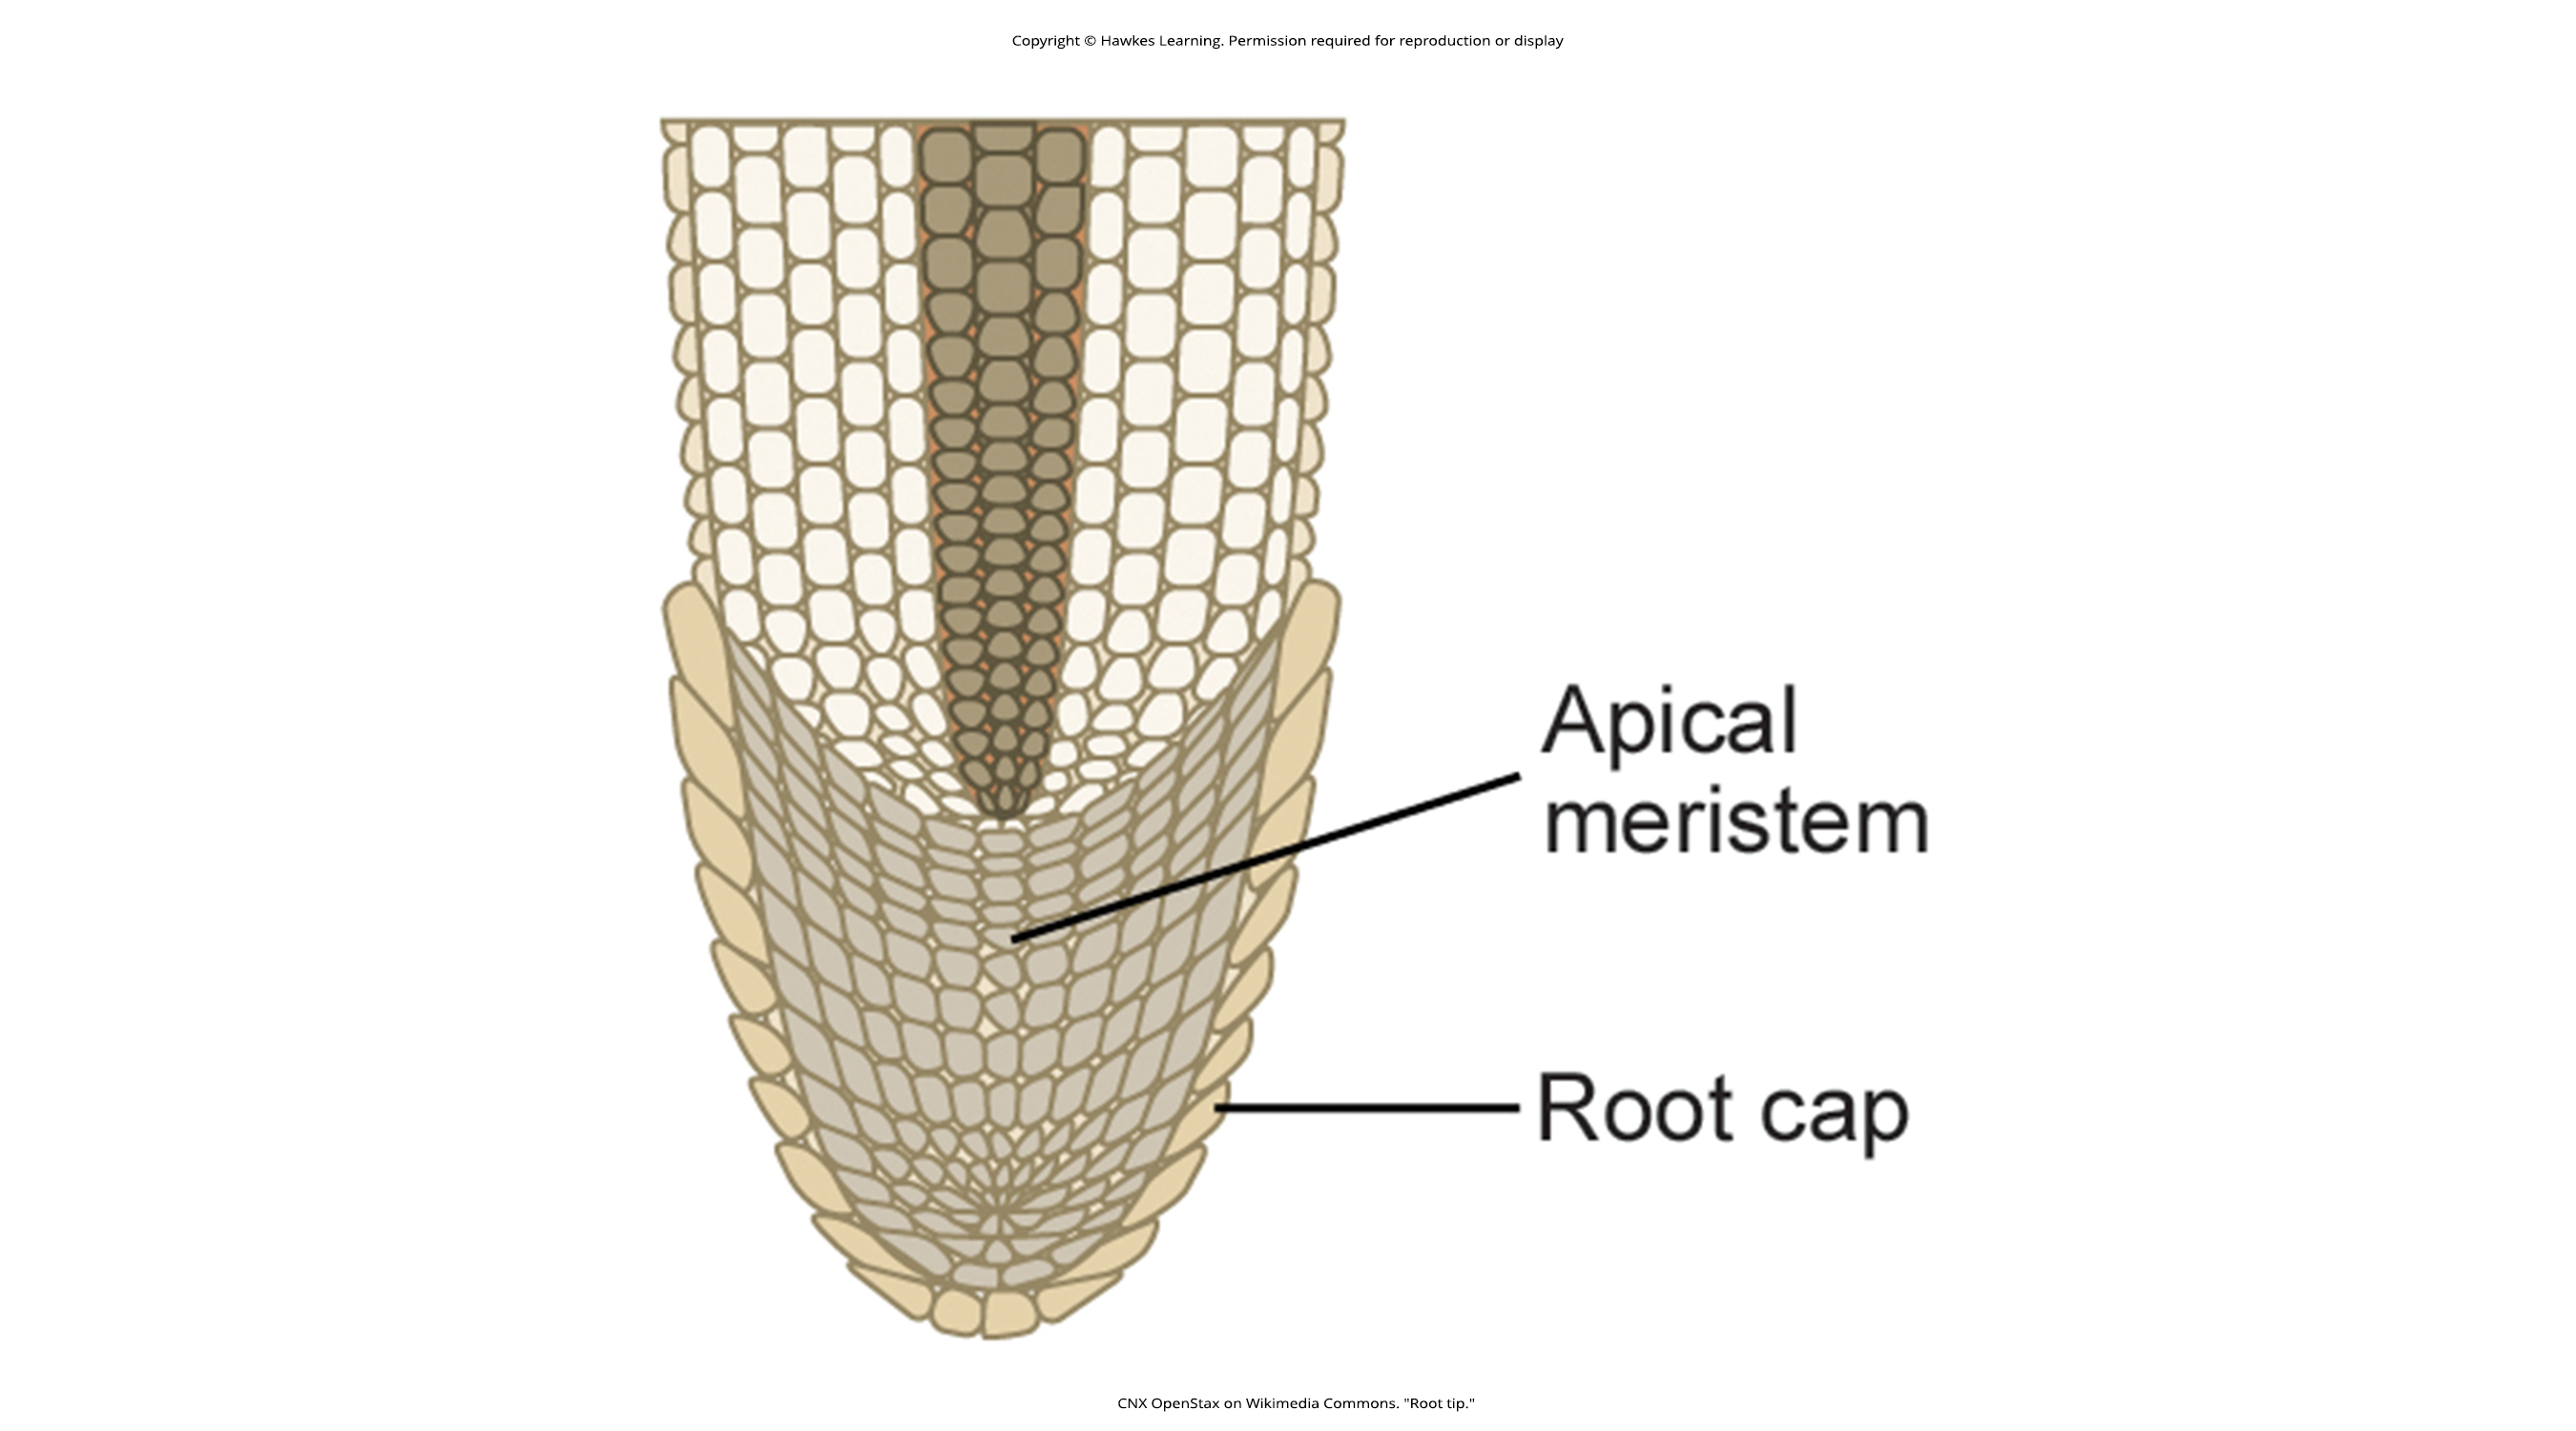 Copyright © Hawkes Learning. Permission required for reproduction or display
Apical
meristem
Root cap
CNX OpenStax on Wikimedia Commons. "Root tip."